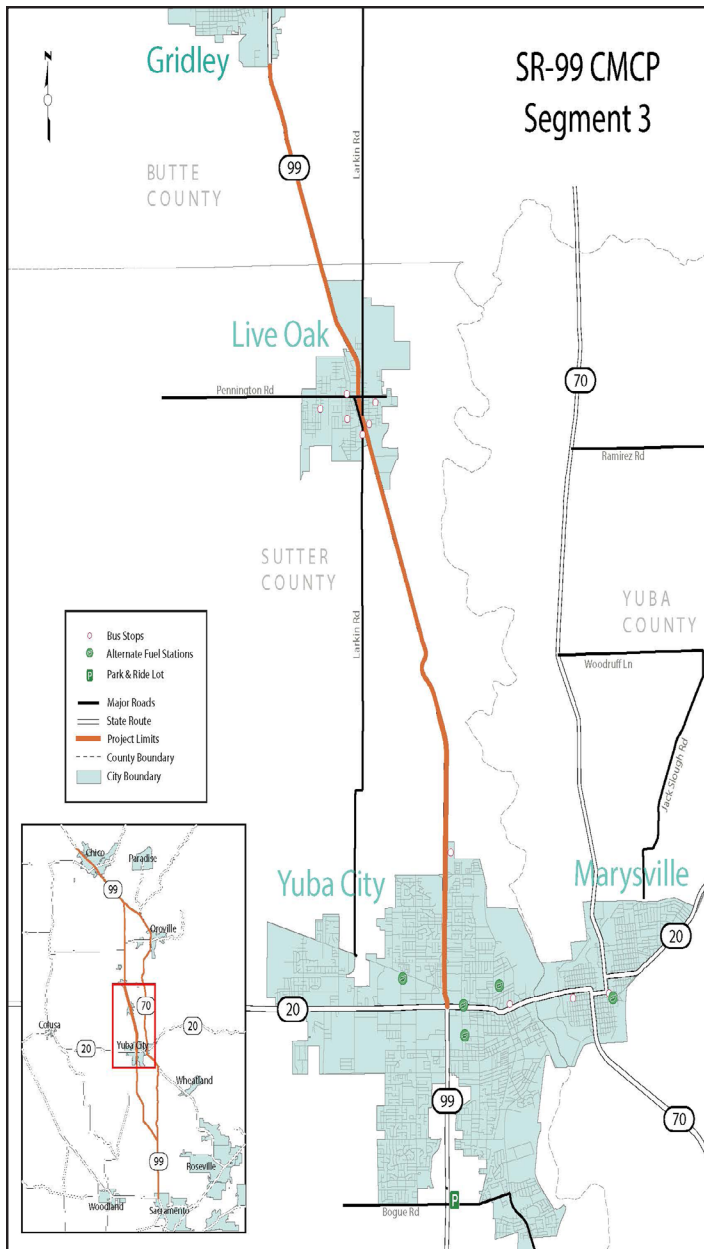 Gridley
N
SR-99 CMCP
Segment 3
Larkin Rd
99
BUTTE
COUNTY
Live Oak
Pennington Rd
70
Ramirez Rd
SUTTER
COUNTY
YUBA
COUNTY
Larkin Rd
Woodruff Ln
Jack Slough Rd
Bus Stops
Alternate Fuel Stations
P
Park & Ride Lot
Major Roads
State Route
Project Limits
County Boundary
City Boundary
Yuba City
Marysville
20
20
99
70
P
Bogue Rd
Chico
Paradise
99
Oroville
70
Colusa
20
20
Yuba City
Wheatland
99
Roseville
Woodland
Sacramento